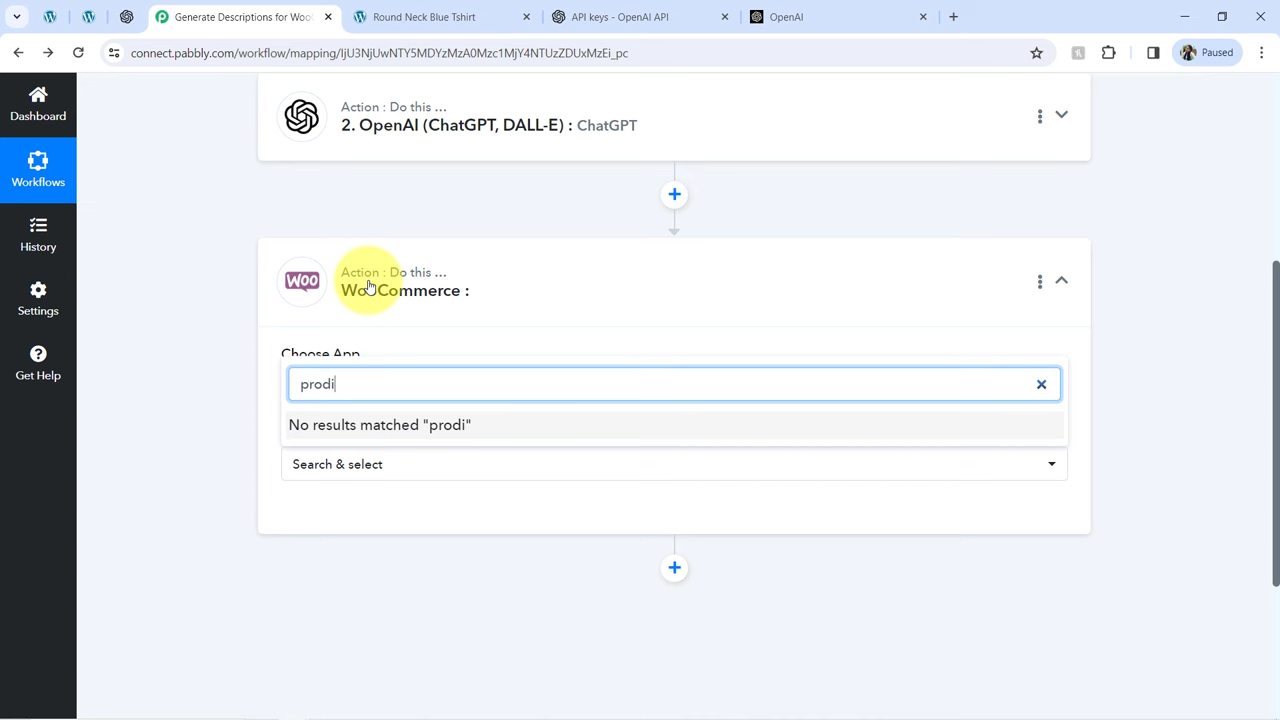 Generate Descriptions for WooC
Round Neck Blue Tshirt
API keys - OpenAI API
OpenAI
connect.pabbly.com/workflow/mapping/IjU3NjUwNTY5MDYzMzA0Mzc1MjY4NTUzZDUxMzEi_pc
Paused
Dashboard
Workflows
History
Settings
Get Help
Action : Do this ...
2. OpenAI (ChatGPT, DALL-E) : ChatGPT
WOO
Action : Do this ...
WooCommerce :
Choose App
prodi
No results matched "prodi"
Search & select